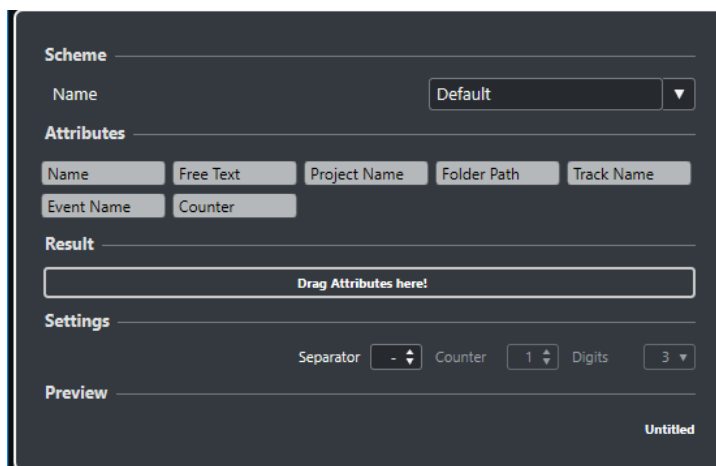 Scheme
Name Default
Attributes
Name Free Text Project Name Folder Path Track Name
Event Name Counter
Result
Drag Attributes here!
Settings
Separator - Counter 1 Digits 3
Preview
Untitled